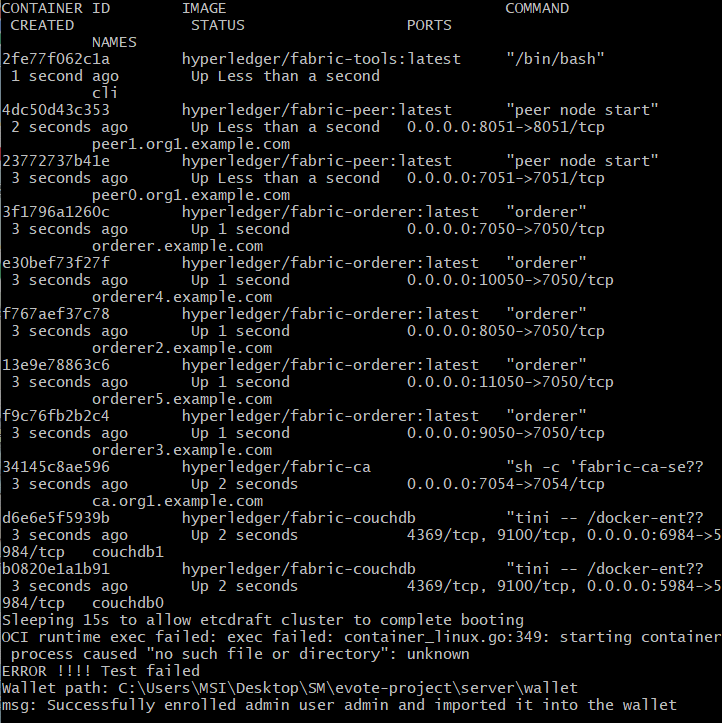 CONTAINER ID        IMAGE                               COMMAND
 CREATED             STATUS                  PORTS
          NAMES
2fe77f062c1a        hyperledger/fabric-tools:latest     "/bin/bash"
 1 second ago        Up Less than a second
          cli
4dc50d43c353        hyperledger/fabric-peer:latest      "peer node start"
 2 seconds ago       Up Less than a second   0.0.0.0:8051->8051/tcp
          peer1.org1.example.com
23772737b41e        hyperledger/fabric-peer:latest      "peer node start"
 3 seconds ago       Up Less than a second   0.0.0.0:7051->7051/tcp
          peer0.org1.example.com
3f1796a1260c        hyperledger/fabric-orderer:latest   "orderer"
 3 seconds ago       Up 1 second             0.0.0.0:7050->7050/tcp
          orderer.example.com
e30bef73f27f        hyperledger/fabric-orderer:latest   "orderer"
 3 seconds ago       Up 1 second             0.0.0.0:10050->7050/tcp
          orderer4.example.com
f767aef37c78        hyperledger/fabric-orderer:latest   "orderer"
 3 seconds ago       Up 1 second             0.0.0.0:8050->7050/tcp
          orderer2.example.com
13e9e78863c6        hyperledger/fabric-orderer:latest   "orderer"
 3 seconds ago       Up 1 second             0.0.0.0:11050->7050/tcp
          orderer5.example.com
f9c76fb2b2c4        hyperledger/fabric-orderer:latest   "orderer"
 3 seconds ago       Up 1 second             0.0.0.0:9050->7050/tcp
          orderer3.example.com
34145c8ae596        hyperledger/fabric-ca               "sh -c 'fabric-ca-se??
 3 seconds ago       Up 2 seconds            0.0.0.0:7054->7054/tcp
          ca.org1.example.com
d6e6e5f5939b        hyperledger/fabric-couchdb          "tini -- /docker-ent??
 3 seconds ago       Up 2 seconds            4369/tcp, 9100/tcp, 0.0.0.0:6984->5
984/tcp   couchdb1
b0820e1a1b91        hyperledger/fabric-couchdb          "tini -- /docker-ent??
 3 seconds ago       Up 2 seconds            4369/tcp, 9100/tcp, 0.0.0.0:5984->5
984/tcp   couchdb0
Sleeping 15s to allow etcdraft cluster to complete booting
OCI runtime exec failed: exec failed: container_linux.go:349: starting container
 process caused "no such file or directory": unknown
ERROR !!!! Test failed
Wallet path: C:\Users\MSI\Desktop\SM\evote-project\server\wallet
msg: Successfully enrolled admin user admin and imported it into the wallet